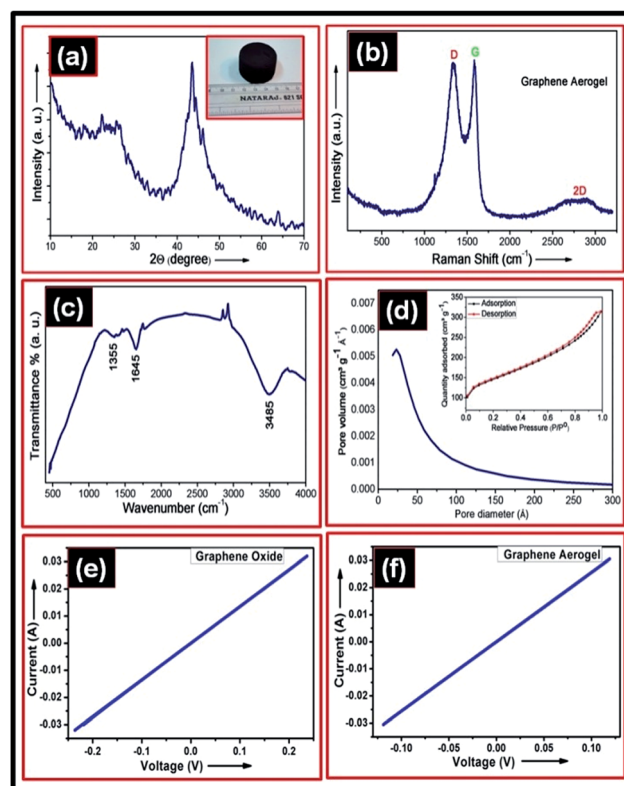 (a)
Intensity (a. u.)
NATARAJ - 621
10 20 30 40 50 60 70
2Θ (degree)
(b)
D
G
2D
Graphene Aerogel
Intensity (a.u.)
500 1000 1500 2000 2500 3000
Raman Shift (cm⁻¹)
(c)
Transmittance % (a. u.)
1355
1645
3485
500 1000 1500 2000 2500 3000 3500 4000
Wavenumber (cm⁻¹)
(d)
Pore volume (cm³ g⁻¹ Å⁻¹)
0.007
0.006
0.005
0.004
0.003
0.002
0.001
0.000
0 50 100 150 200 250 300
Pore diameter (Å)
Quantity adsorbed (cm³ g⁻¹)
350
300
250
200
150
100
Adsorption
Desorption
0.0 0.2 0.4 0.6 0.8 1.0
Relative Pressure (P/P⁰)
(e)
Graphene Oxide
Current (A)
0.03
0.02
0.01
0.00
-0.01
-0.02
-0.03
-0.2 -0.1 0.0 0.1 0.2
Voltage (V)
(f)
Graphene Aerogel
Current (A)
0.03
0.02
0.01
0.00
-0.01
-0.02
-0.03
-0.10 -0.05 0.00 0.05 0.10
Voltage (V)